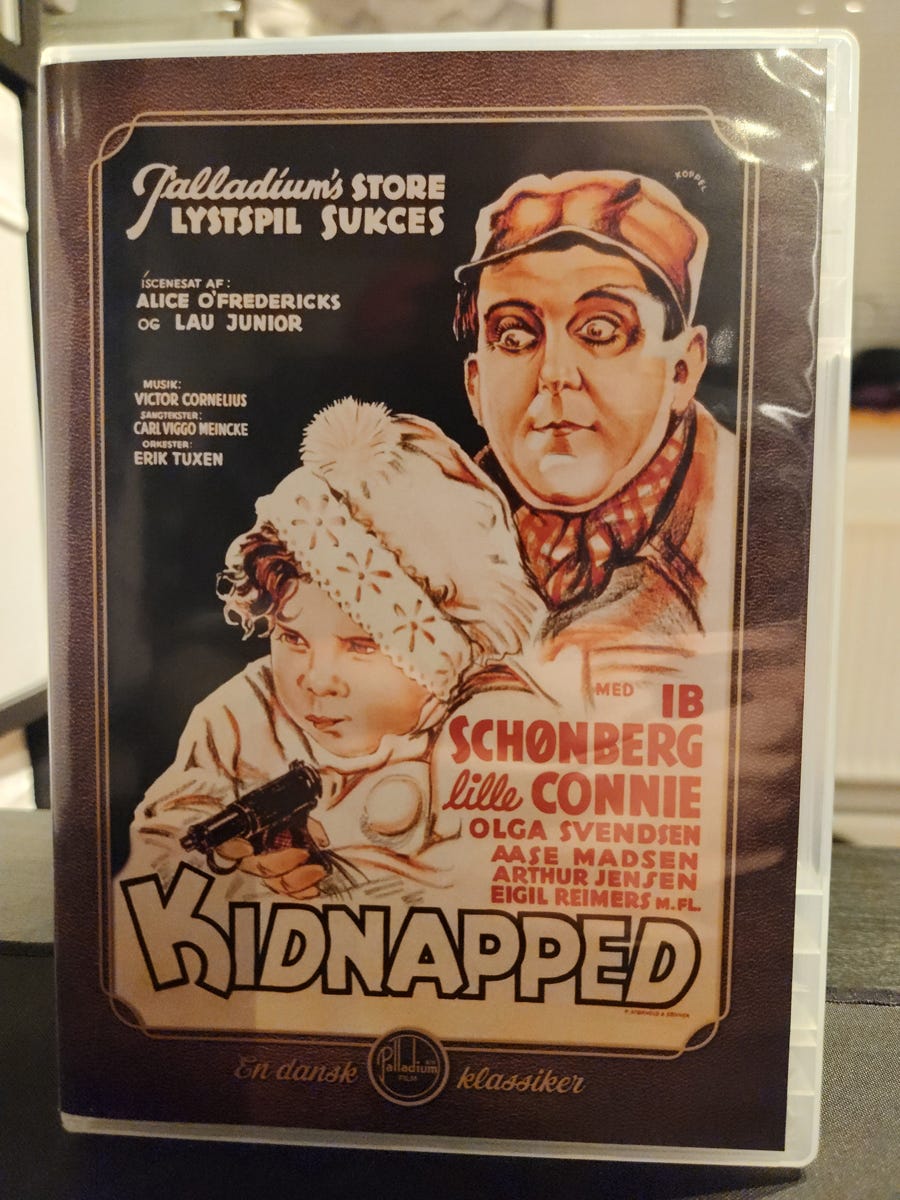 Palladium's STORE
LYSTSPIL SUKCES
KOPPEL
ISCENESAT AF:
ALICE O'FREDERICKS
OG LAU JUNIOR
MUSIK:
VICTOR CORNELIUS
SANGTEKSTER:
CARL VIGGO MEINCKE
ORKESTER:
ERIK TUXEN
MED IB
SCHØNBERG
lille CONNIE
OLGA SVENDSEN
AASE MADSEN
ARTHUR JENSEN
EIGIL REIMERS M.FL.
KIDNAPPED
En dansk Palladium FILM klassiker